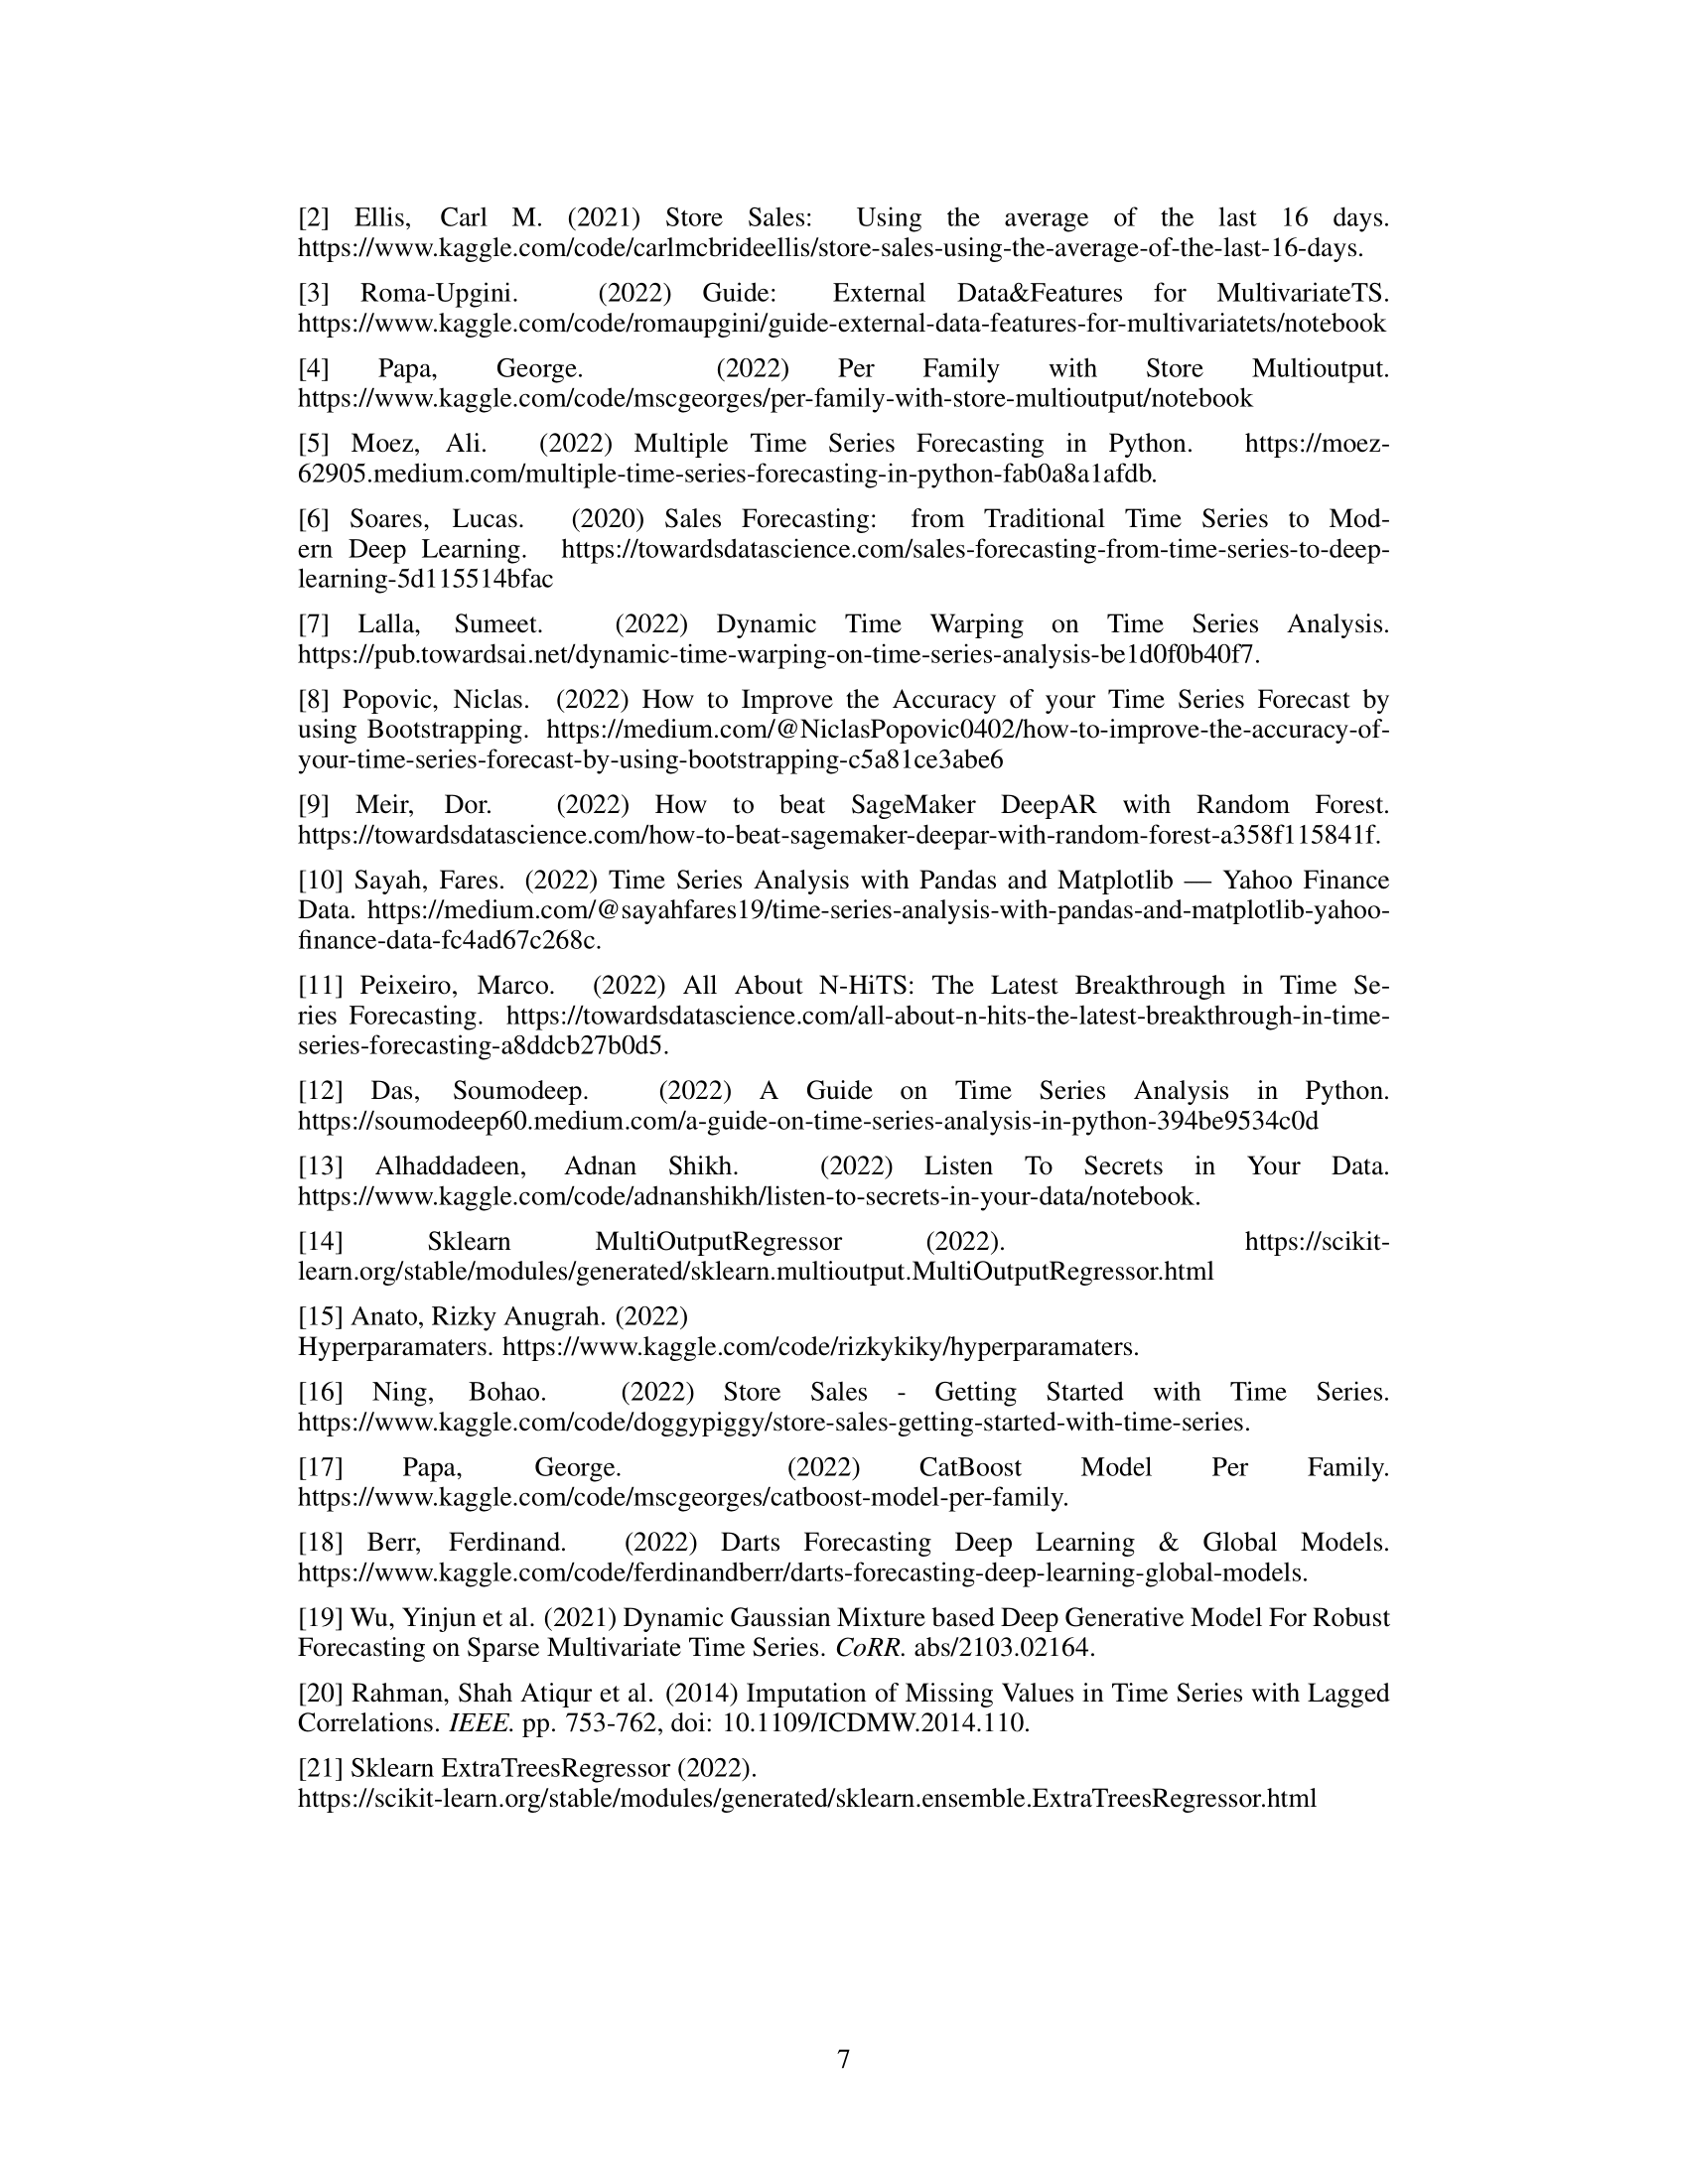 [2] Ellis, Carl M. (2021) Store Sales: Using the average of the last 16 days.
https://www.kaggle.com/code/carlmcbrideellis/store-sales-using-the-average-of-the-last-16-days.
[3] Roma-Upgini. (2022) Guide: External Data&Features for MultivariateTS.
https://www.kaggle.com/code/romaupgini/guide-external-data-features-for-multivariatets/notebook
[4] Papa, George. (2022) Per Family with Store Multioutput.
https://www.kaggle.com/code/mscgeorges/per-family-with-store-multioutput/notebook
[5] Moez, Ali. (2022) Multiple Time Series Forecasting in Python. https://moez-
62905.medium.com/multiple-time-series-forecasting-in-python-fab0a8a1afdb.
[6] Soares, Lucas. (2020) Sales Forecasting: from Traditional Time Series to Mod-
ern Deep Learning. https://towardsdatascience.com/sales-forecasting-from-time-series-to-deep-
learning-5d115514bfac
[7] Lalla, Sumeet. (2022) Dynamic Time Warping on Time Series Analysis.
https://pub.towardsai.net/dynamic-time-warping-on-time-series-analysis-be1d0f0b40f7.
[8] Popovic, Niclas. (2022) How to Improve the Accuracy of your Time Series Forecast by
using Bootstrapping. https://medium.com/@NiclasPopovic0402/how-to-improve-the-accuracy-of-
your-time-series-forecast-by-using-bootstrapping-c5a81ce3abe6
[9] Meir, Dor. (2022) How to beat SageMaker DeepAR with Random Forest.
https://towardsdatascience.com/how-to-beat-sagemaker-deepar-with-random-forest-a358f115841f.
[10] Sayah, Fares. (2022) Time Series Analysis with Pandas and Matplotlib — Yahoo Finance
Data. https://medium.com/@sayahfares19/time-series-analysis-with-pandas-and-matplotlib-yahoo-
finance-data-fc4ad67c268c.
[11] Peixeiro, Marco. (2022) All About N-HiTS: The Latest Breakthrough in Time Se-
ries Forecasting. https://towardsdatascience.com/all-about-n-hits-the-latest-breakthrough-in-time-
series-forecasting-a8ddcb27b0d5.
[12] Das, Soumodeep. (2022) A Guide on Time Series Analysis in Python.
https://soumodeep60.medium.com/a-guide-on-time-series-analysis-in-python-394be9534c0d
[13] Alhaddadeen, Adnan Shikh. (2022) Listen To Secrets in Your Data.
https://www.kaggle.com/code/adnanshikh/listen-to-secrets-in-your-data/notebook.
[14] Sklearn MultiOutputRegressor (2022). https://scikit-
learn.org/stable/modules/generated/sklearn.multioutput.MultiOutputRegressor.html
[15] Anato, Rizky Anugrah. (2022)
Hyperparamaters. https://www.kaggle.com/code/rizkykiky/hyperparamaters.
[16] Ning, Bohao. (2022) Store Sales - Getting Started with Time Series.
https://www.kaggle.com/code/doggypiggy/store-sales-getting-started-with-time-series.
[17] Papa, George. (2022) CatBoost Model Per Family.
https://www.kaggle.com/code/mscgeorges/catboost-model-per-family.
[18] Berr, Ferdinand. (2022) Darts Forecasting Deep Learning & Global Models.
https://www.kaggle.com/code/ferdinandberr/darts-forecasting-deep-learning-global-models.
[19] Wu, Yinjun et al. (2021) Dynamic Gaussian Mixture based Deep Generative Model For Robust
Forecasting on Sparse Multivariate Time Series. CoRR. abs/2103.02164.
[20] Rahman, Shah Atiqur et al. (2014) Imputation of Missing Values in Time Series with Lagged
Correlations. IEEE. pp. 753-762, doi: 10.1109/ICDMW.2014.110.
[21] Sklearn ExtraTreesRegressor (2022).
https://scikit-learn.org/stable/modules/generated/sklearn.ensemble.ExtraTreesRegressor.html
7